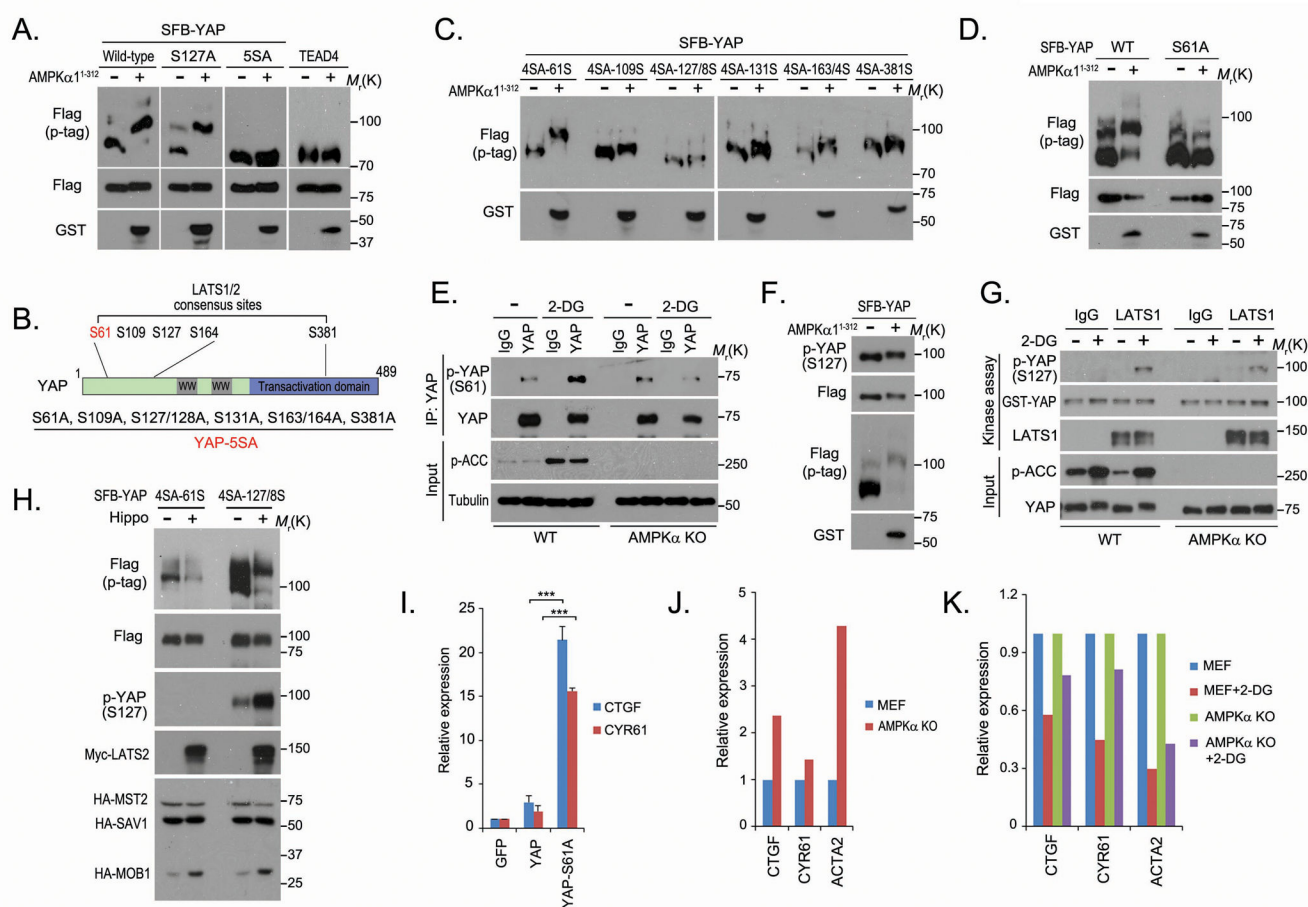 A.
SFB-YAP
Wild-type S127A 5SA TEAD4
AMPKα1¹⁻³¹² - + - + - + - + Mr(K)
Flag
(p-tag)
100
70
Flag
75
GST
50
37
B.
LATS1/2
consensus sites
S61 S109 S127 S164 S381
1 489
YAP WW WW Transactivation domain
S61A, S109A, S127/128A, S131A, S163/164A, S381A
YAP-5SA
C.
SFB-YAP
4SA-61S 4SA-109S 4SA-127/8S 4SA-131S 4SA-163/4S 4SA-381S
AMPKα1¹⁻³¹² - + - + - + - + - + - + Mr(K)
Flag
(p-tag)
100
70
GST
75
50
D.
SFB-YAP WT S61A
AMPKα1¹⁻³¹² - + - + Mr(K)
Flag
(p-tag)
100
Flag
100
75
GST
75
50
E.
- 2-DG - 2-DG
IgG YAP IgG YAP IgG YAP IgG YAP Mr(K)
IP: YAP
p-YAP
(S61)
75
YAP
75
Input
p-ACC
250
Tubulin
50
WT AMPKα KO
F.
SFB-YAP
AMPKα1¹⁻³¹² - + Mr(K)
p-YAP
(S127)
100
Flag
100
Flag
(p-tag)
100
GST
75
50
G.
IgG LATS1 IgG LATS1
2-DG - + - + - + - + Mr(K)
Kinase assay
p-YAP
(S127)
100
GST-YAP
100
LATS1
150
Input
p-ACC
250
YAP
75
WT AMPKα KO
H.
SFB-YAP 4SA-61S 4SA-127/8S
Hippo - + - + Mr(K)
Flag
(p-tag)
100
Flag
100
75
p-YAP
(S127)
100
Myc-LATS2
150
HA-MST2
75
HA-SAV1
50
37
HA-MOB1
25
I.
Relative expression
25
20
15
10
5
0
***
***
GFP YAP YAP-S61A
CTGF
CYR61
J.
Relative expression
5
4
3
2
1
0
CTGF CYR61 ACTA2
MEF
AMPKα KO
K.
Relative expression
1.2
0.9
0.6
0.3
0.0
CTGF CYR61 ACTA2
MEF
MEF+2-DG
AMPKα KO
AMPKα KO
+2-DG